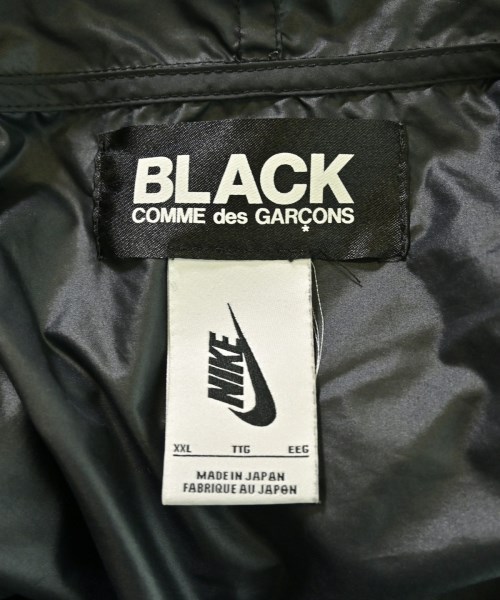 BLACK
COMME des GARÇONS
*
NIKE
XXL TTG EEG
MADE IN JAPAN
FABRIQUE AU JAPON